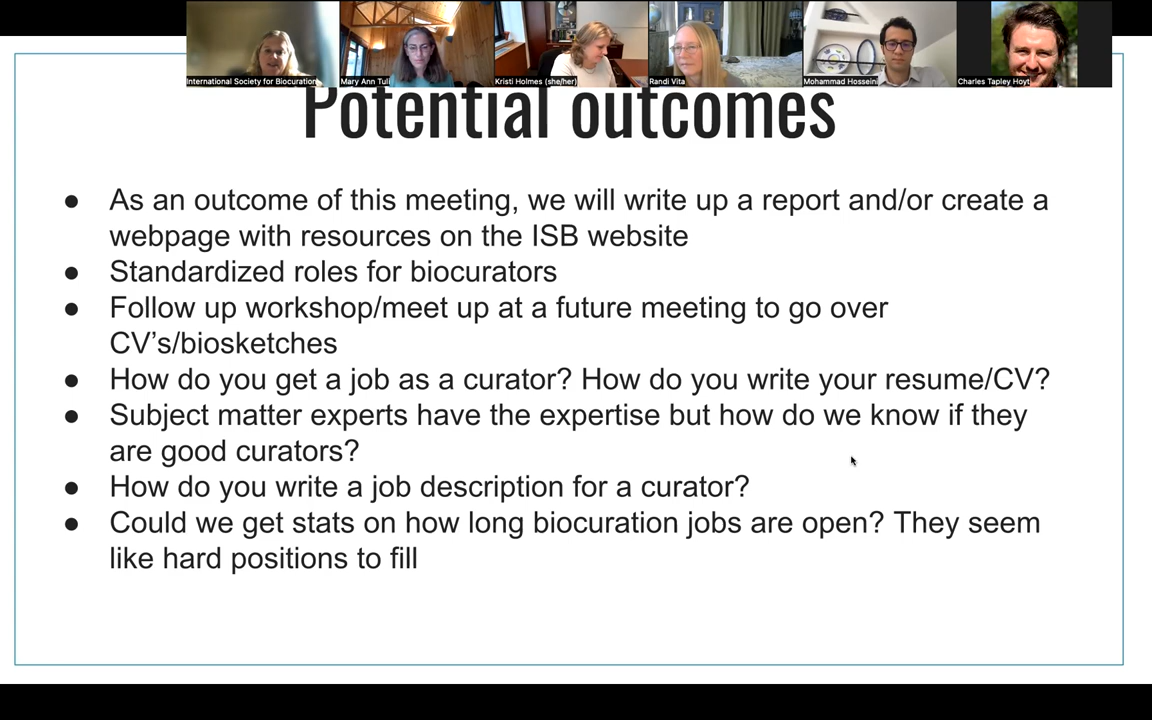 International Society for Biocuration
Mary Ann Tuli
Kristi Holmes (she/her)
Randi Vita
Mohammad Hosseini
Charles Tapley Hoyt
Potential outcomes
● As an outcome of this meeting, we will write up a report and/or create a
webpage with resources on the ISB website
● Standardized roles for biocurators
● Follow up workshop/meet up at a future meeting to go over
CV’s/biosketches
● How do you get a job as a curator? How do you write your resume/CV?
● Subject matter experts have the expertise but how do we know if they
are good curators?
● How do you write a job description for a curator?
● Could we get stats on how long biocuration jobs are open? They seem
like hard positions to fill